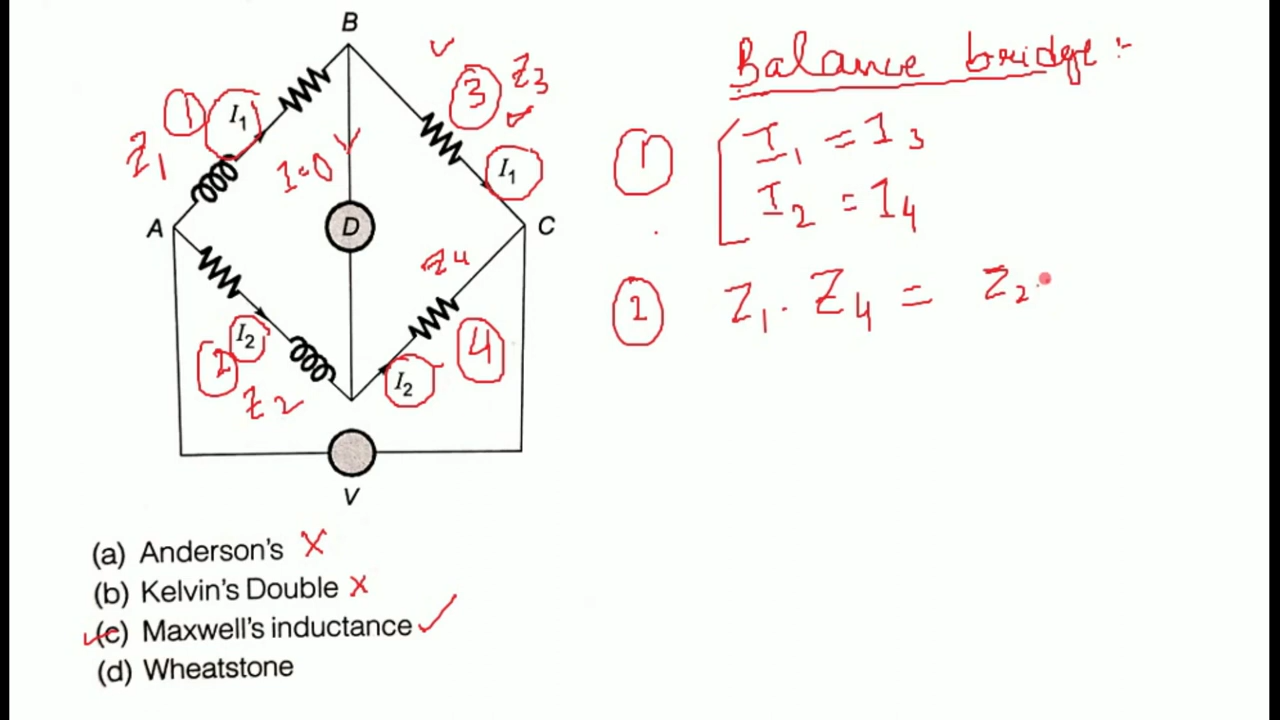 B
Balance bridge :-
3 Z3
1 I1
Z1
I=0
1 I1 = I3
I1
I2 = I4
A
D
C
Z4
2 Z1 . Z4 = Z2 .
I2
2
4
I2
Z2
V
(a) Anderson's X
(b) Kelvin's Double X
(c) Maxwell's inductance ✓
(d) Wheatstone